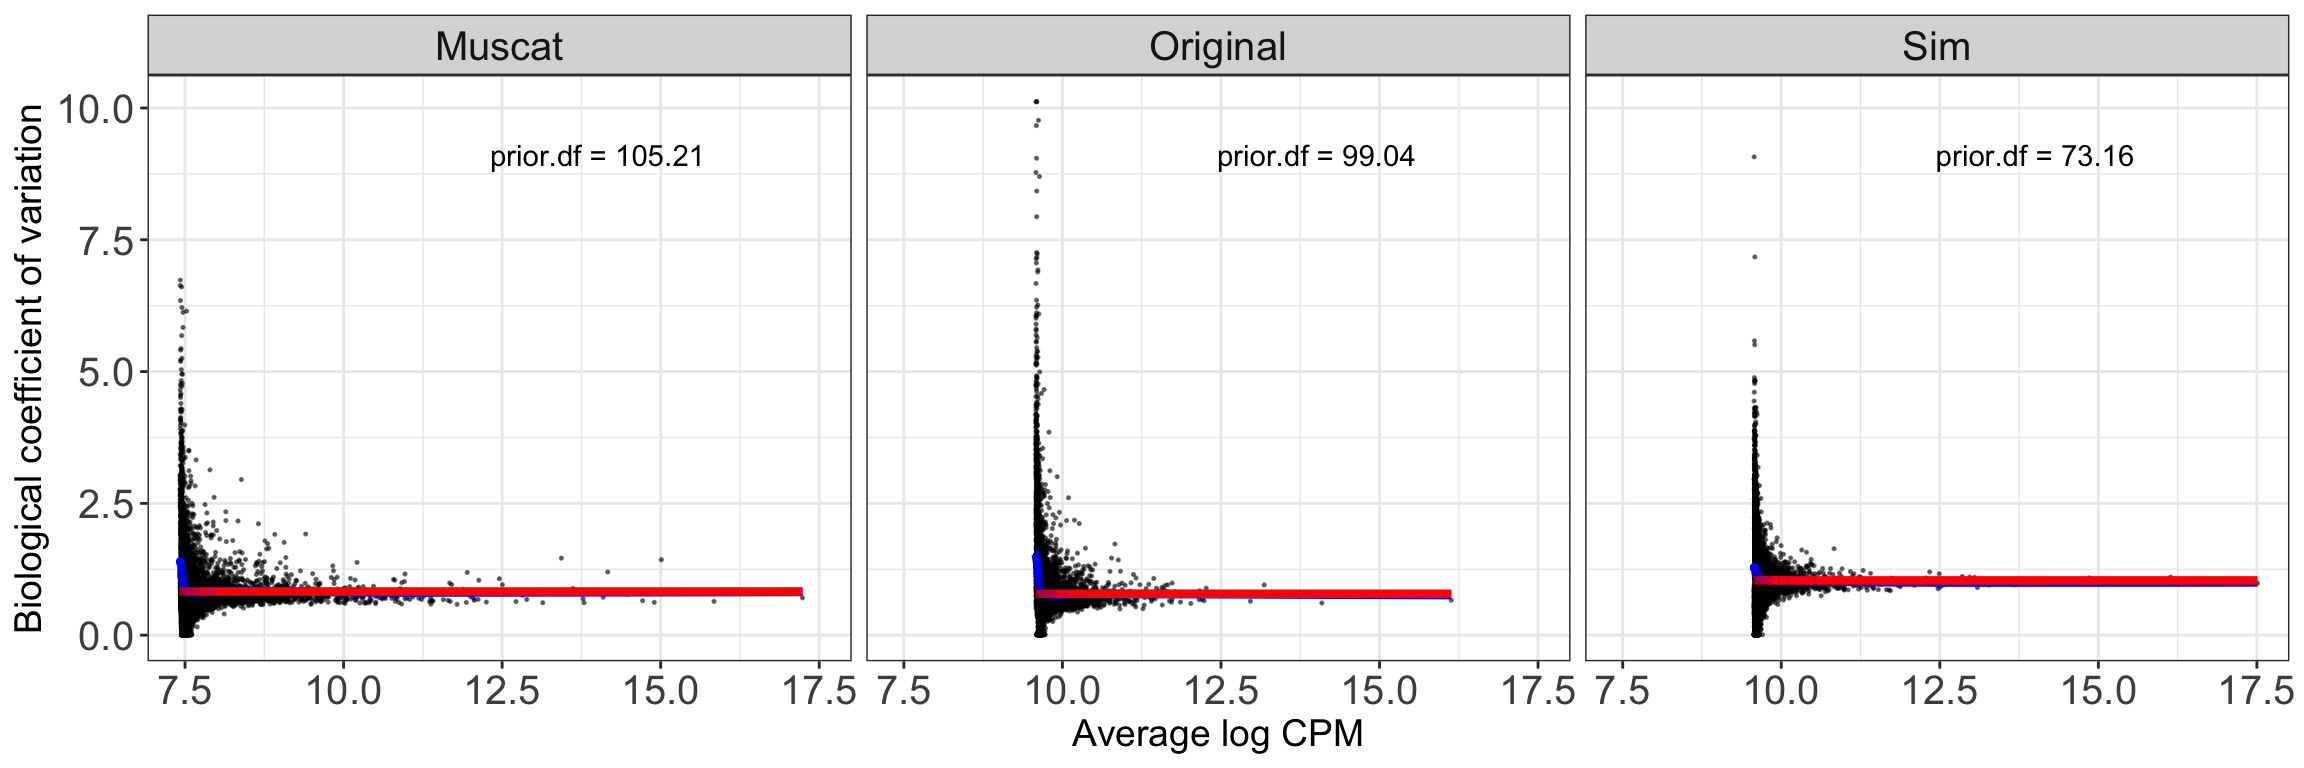 Muscat
Original
Sim
Biological coefficient of variation
10.0
7.5
5.0
2.5
0.0
prior.df = 105.21
prior.df = 99.04
prior.df = 73.16
7.5 10.0 12.5 15.0 17.5
7.5 10.0 12.5 15.0 17.5
7.5 10.0 12.5 15.0 17.5
Average log CPM